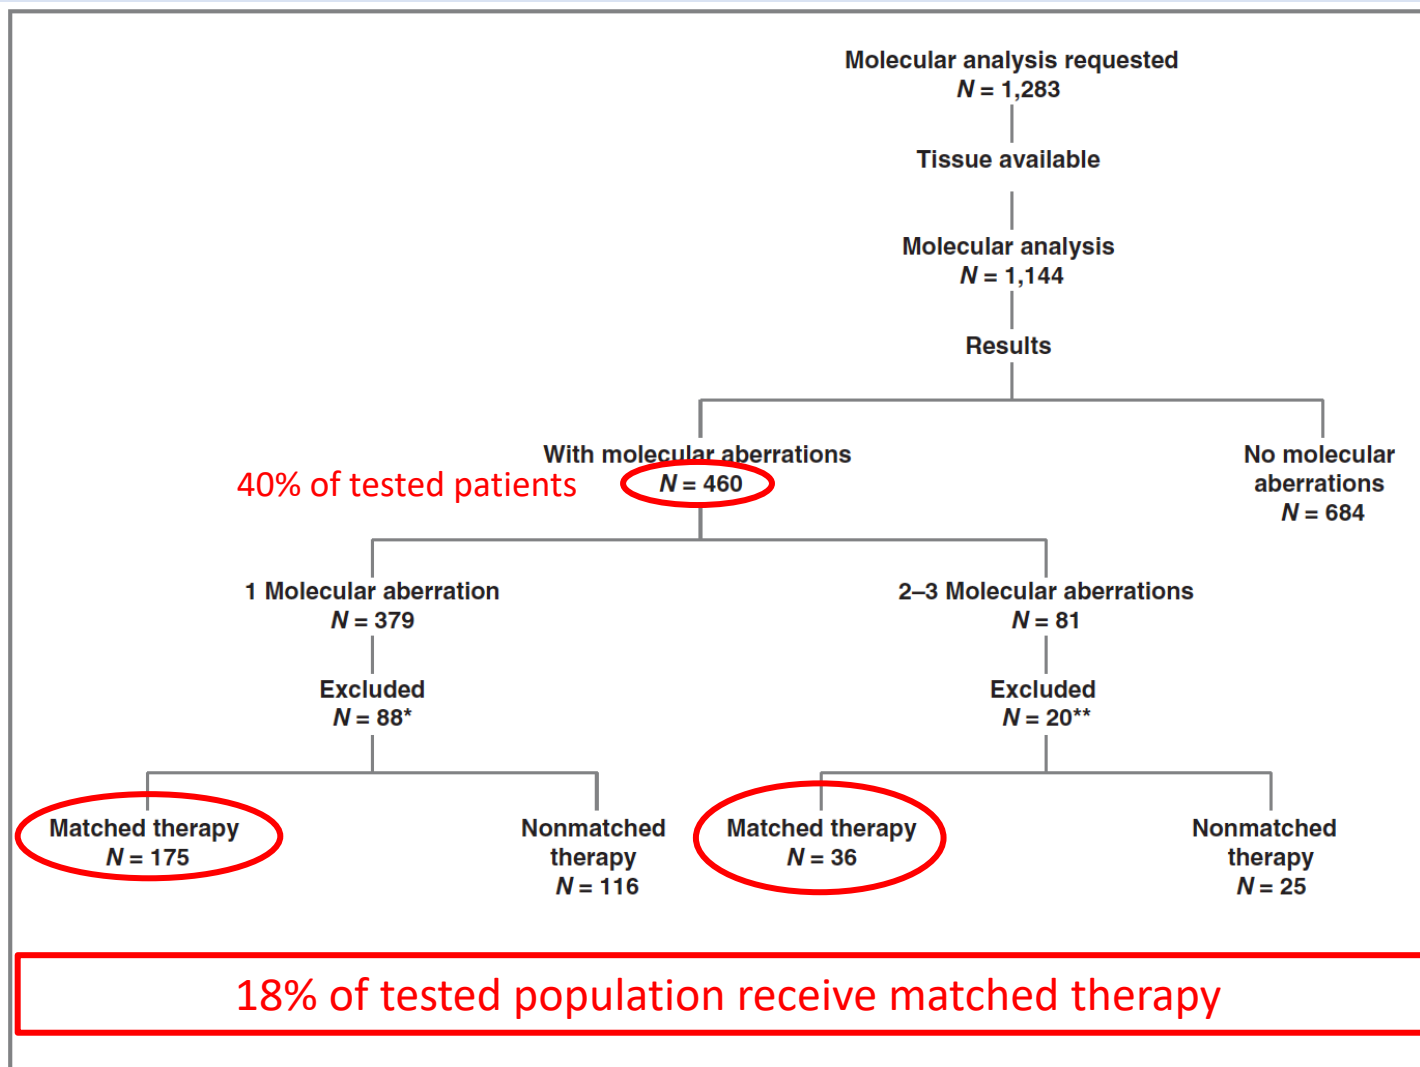 Molecular analysis requested
N = 1,283
Tissue available
Molecular analysis
N = 1,144
Results
With molecular aberrations
N = 460
40% of tested patients
No molecular
aberrations
N = 684
1 Molecular aberration
N = 379
2–3 Molecular aberrations
N = 81
Excluded
N = 88*
Excluded
N = 20**
Matched therapy
N = 175
Nonmatched
therapy
N = 116
Matched therapy
N = 36
Nonmatched
therapy
N = 25
18% of tested population receive matched therapy